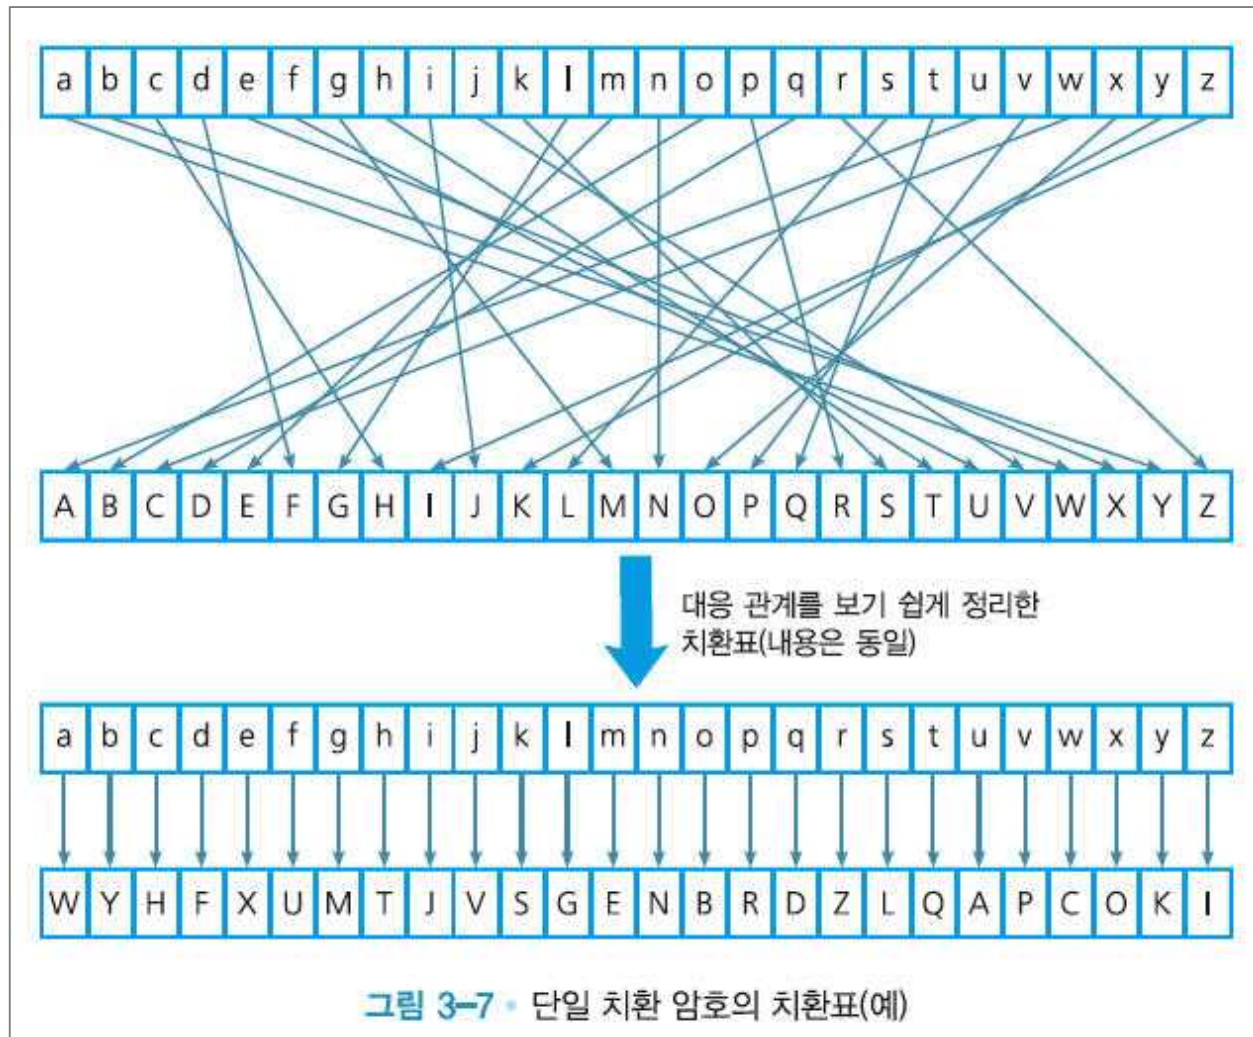 a b c d e f g h i j k l m n o p q r s t u v w x y z
A B C D E F G H I J K L M N O P Q R S T U V W X Y Z
대응 관계를 보기 쉽게 정리한
치환표(내용은 동일)
a b c d e f g h i j k l m n o p q r s t u v w x y z
W Y H F X U M T J V S G E N B R D Z L Q A P C O K I
그림 3-7 • 단일 치환 암호의 치환표(예)